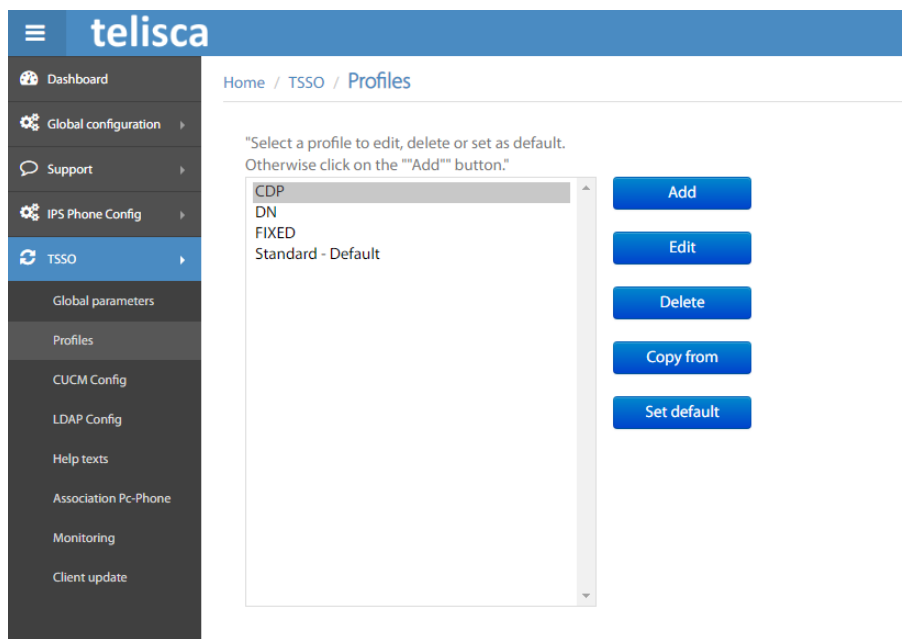 telisca
Dashboard
Global configuration
Support
IPS Phone Config
TSSO
Global parameters
Profiles
CUCM Config
LDAP Config
Help texts
Association Pc-Phone
Monitoring
Client update
Home / TSSO / Profiles
"Select a profile to edit, delete or set as default.
Otherwise click on the ""Add"" button."
CDP
DN
FIXED
Standard - Default
Add
Edit
Delete
Copy from
Set default